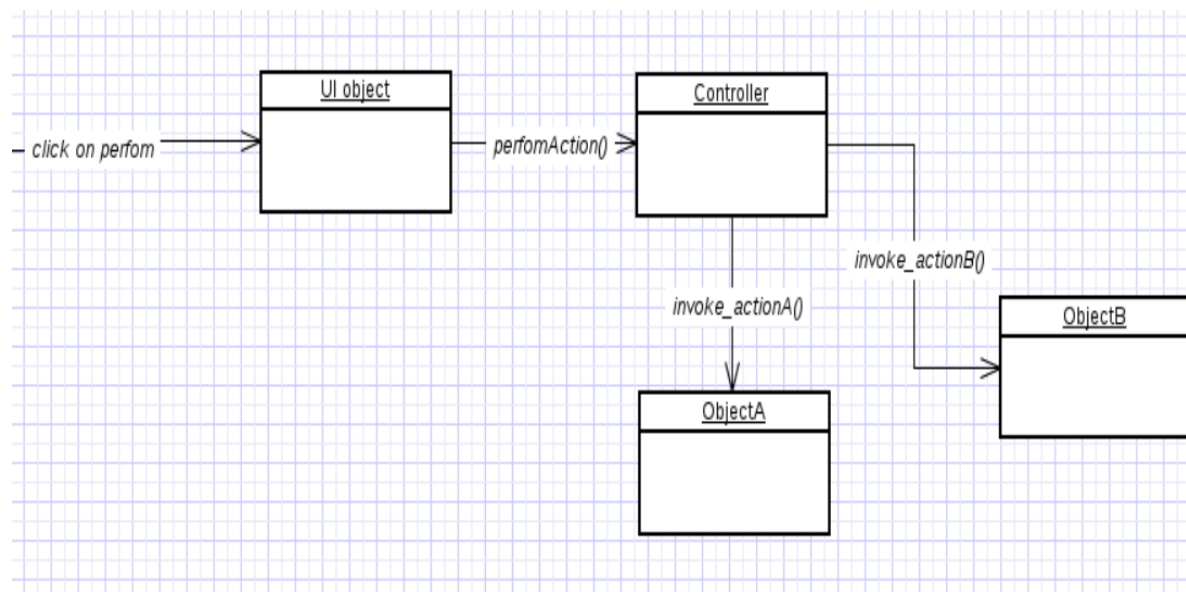 UI object
Controller
click on perfom
perfomAction()
invoke_actionB()
invoke_actionA()
ObjectB
ObjectA